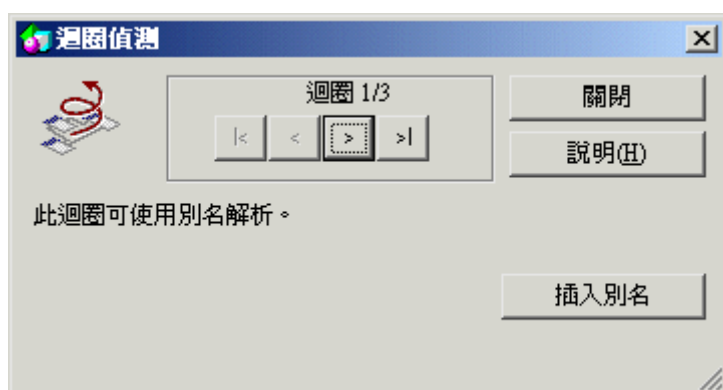 迴圈偵測
迴圈 1/3
|< < > >|
關閉
說明(H)
此迴圈可使用別名解析。
插入別名